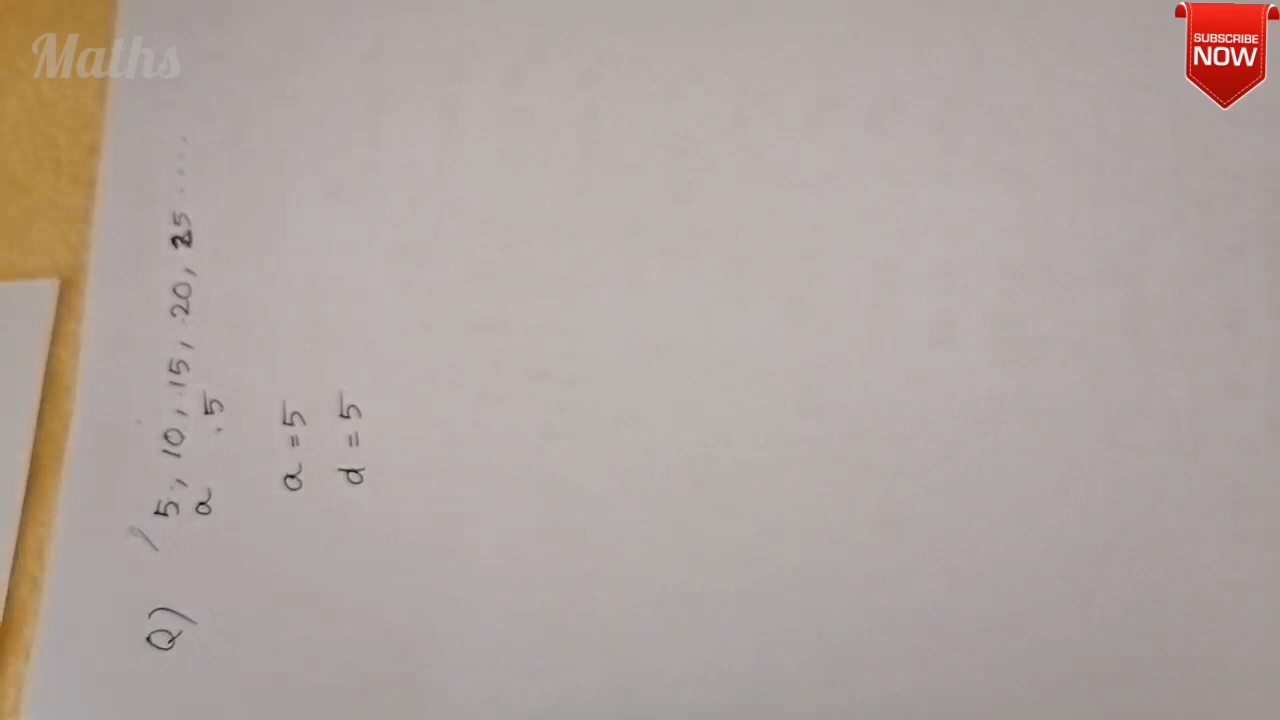 Maths
SUBSCRIBE
NOW
Q) 5, 10, 15, 20, 25 ....
a .5
a = 5
d = 5